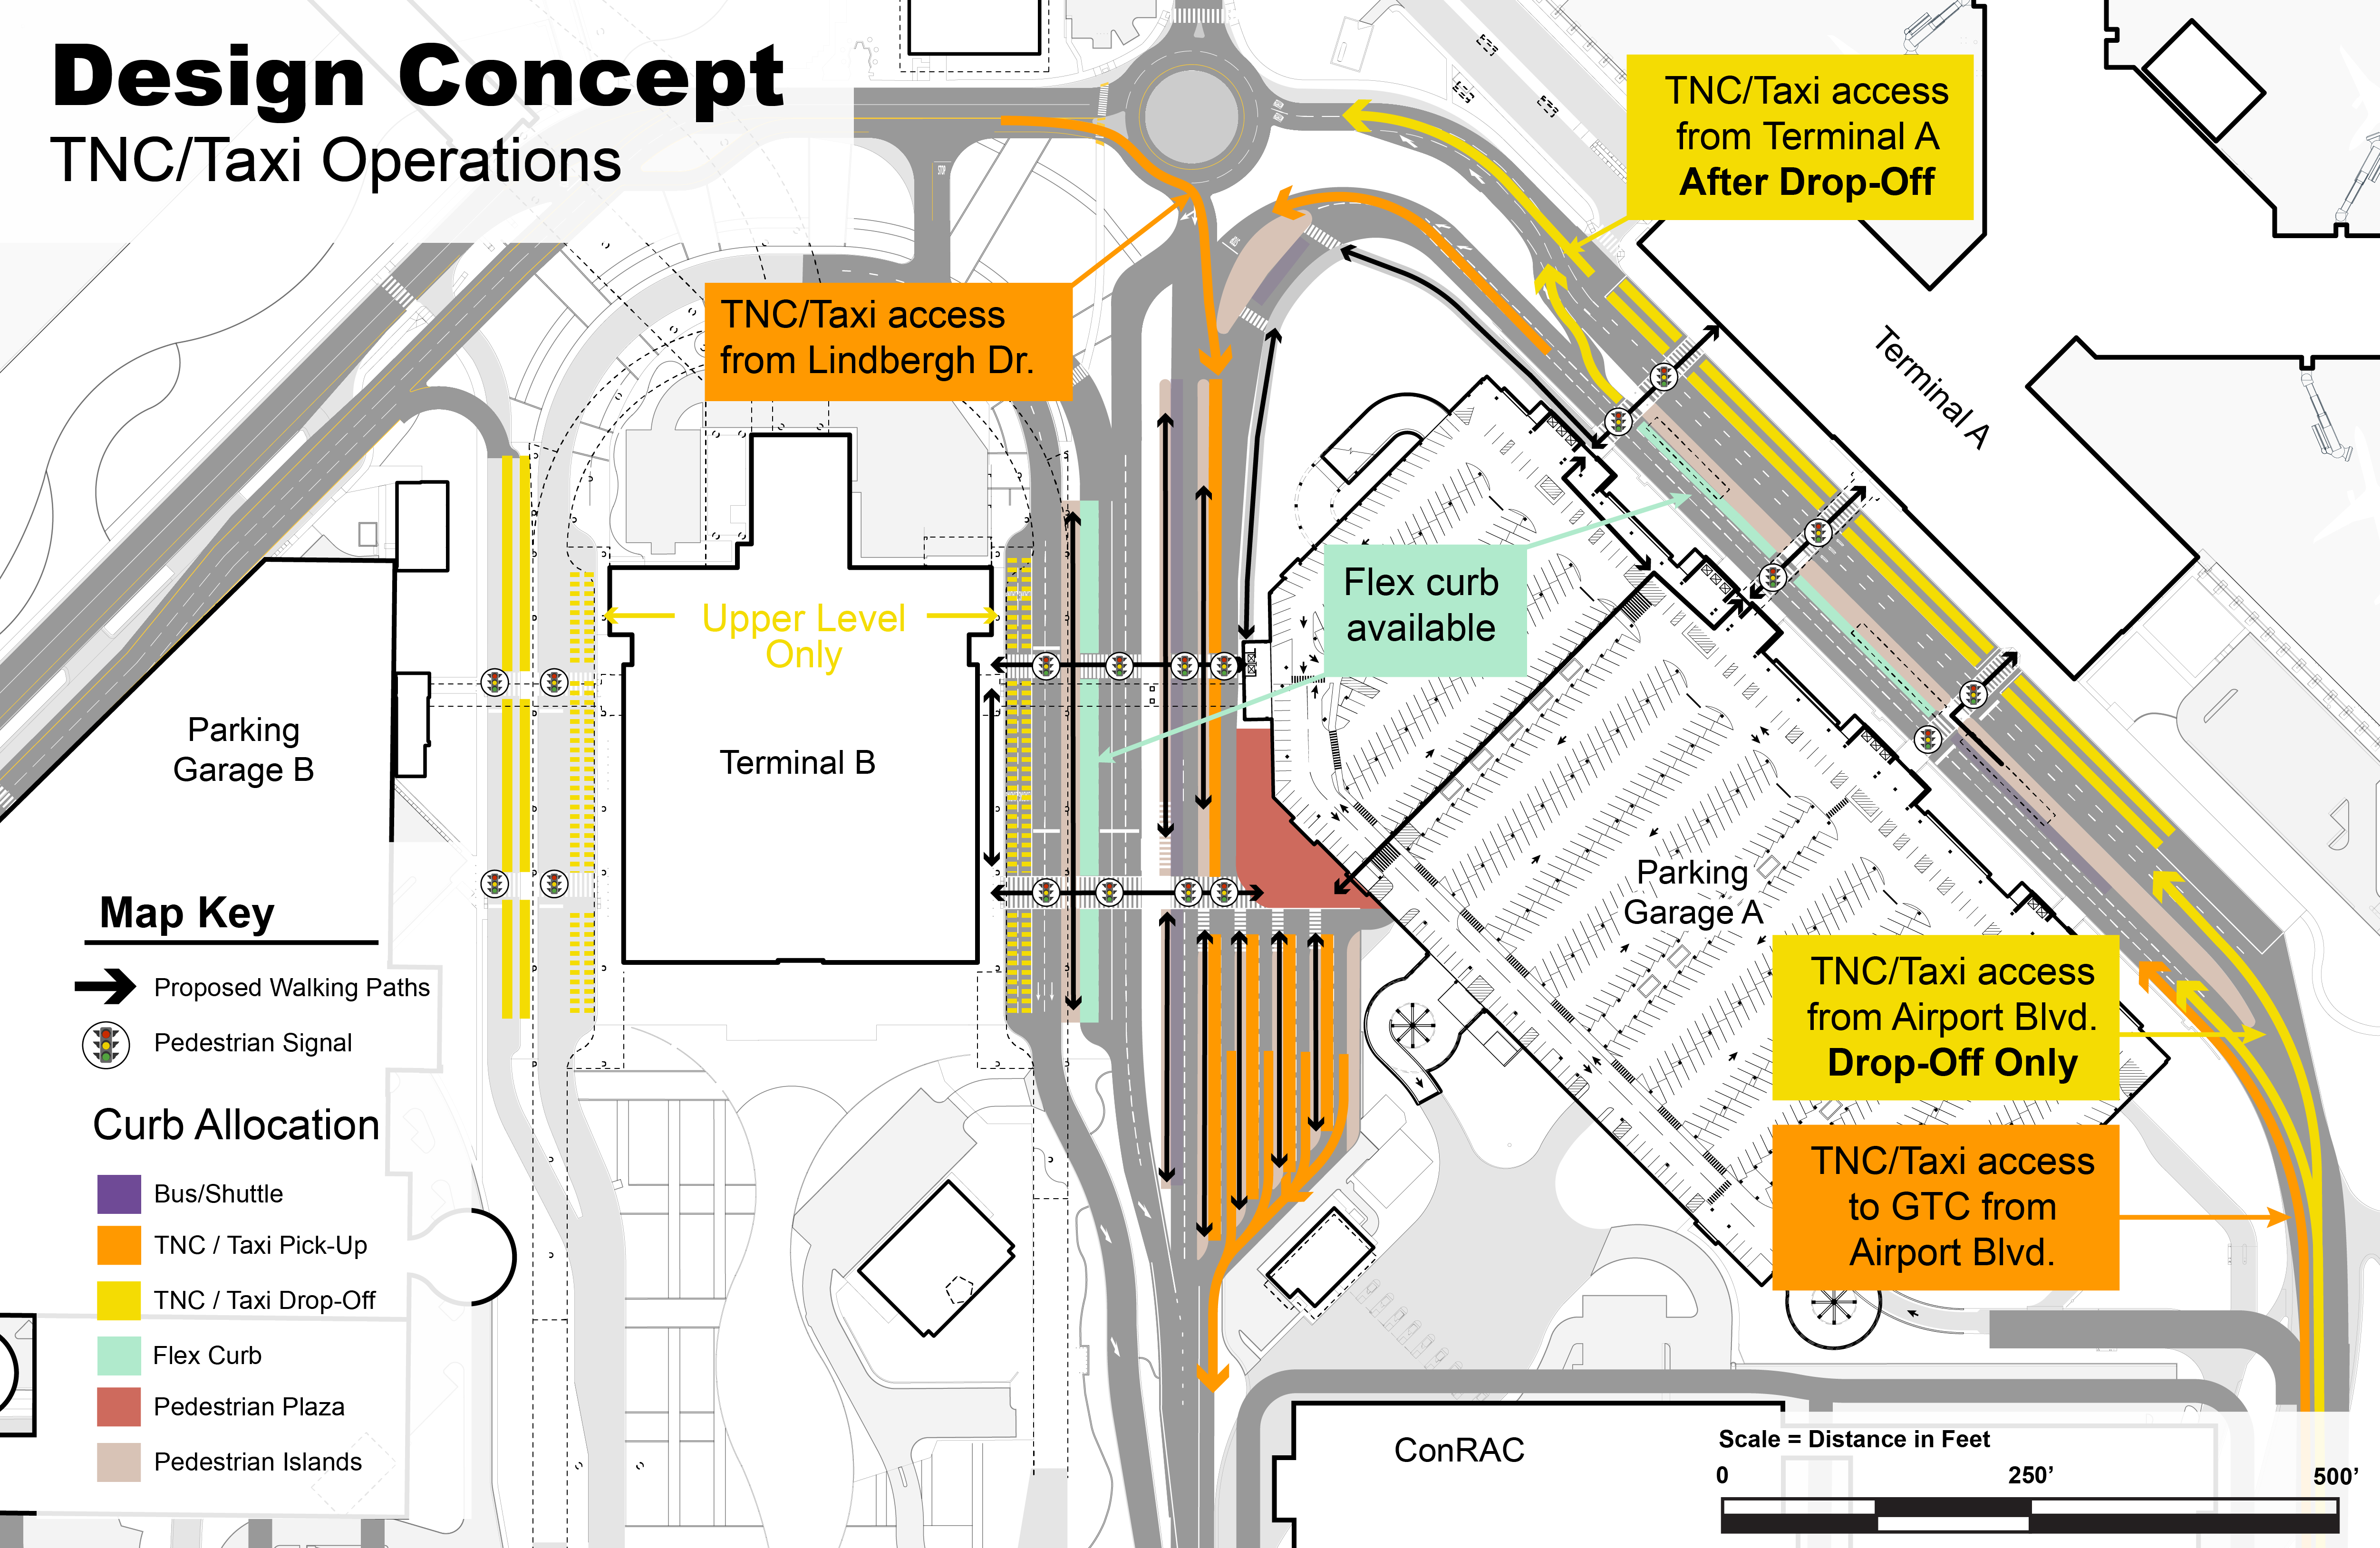 Design Concept
TNC/Taxi Operations
TNC/Taxi access
from Terminal A
After Drop-Off
TNC/Taxi access
from Lindbergh Dr.
Terminal A
Flex curb
available
Upper Level
Only
Parking
Garage B
Terminal B
Parking
Garage A
Map Key
Proposed Walking Paths
Pedestrian Signal
Curb Allocation
Bus/Shuttle
TNC / Taxi Pick-Up
TNC / Taxi Drop-Off
Flex Curb
Pedestrian Plaza
Pedestrian Islands
TNC/Taxi access
from Airport Blvd.
Drop-Off Only
TNC/Taxi access
to GTC from
Airport Blvd.
ConRAC
Scale = Distance in Feet
0 250’ 500’